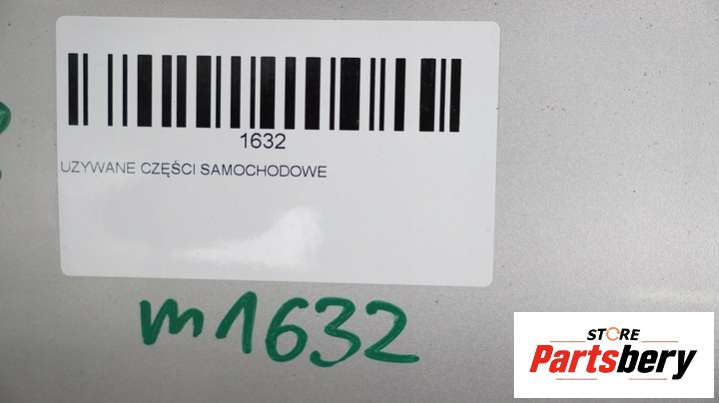 1632
UZYWANE CZĘŚCI SAMOCHODOWE
m1632
STORE
Partsbery